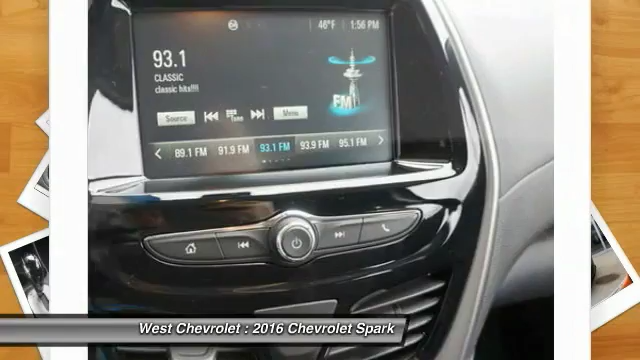 46°F 1:56 PM
93.1
CLASSIC
classic hits!!!!
FM
Source Tune Menu
89.1 FM 91.9 FM 93.1 FM 93.9 FM 95.1 FM
West Chevrolet : 2016 Chevrolet Spark